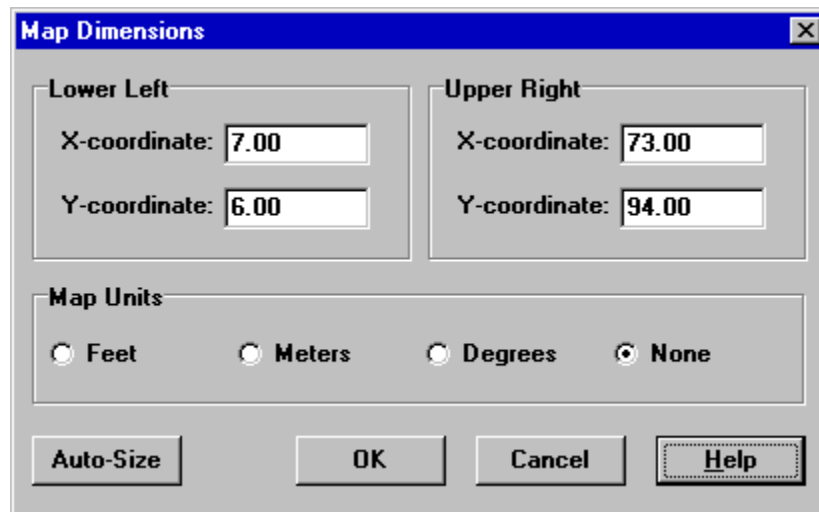 Map Dimensions
Lower Left
X-coordinate: 7.00
Y-coordinate: 6.00
Upper Right
X-coordinate: 73.00
Y-coordinate: 94.00
Map Units
Feet Meters Degrees None
Auto-Size OK Cancel Help